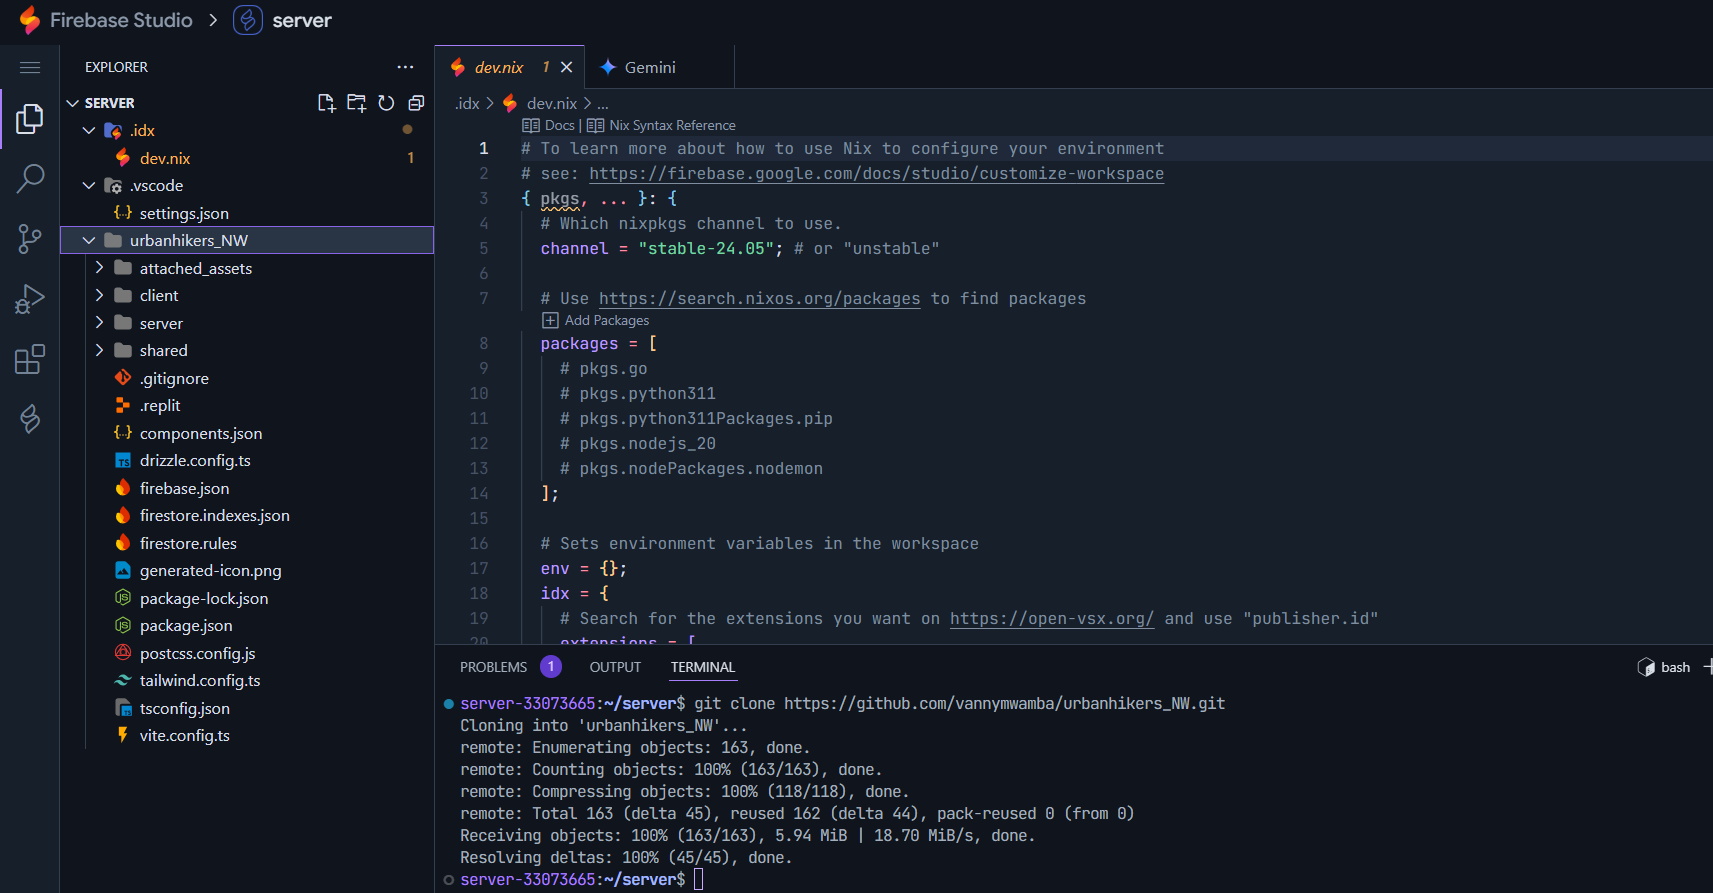 Firebase Studio > server
EXPLORER
SERVER
.idx
dev.nix 1
.vscode
settings.json
urbanhikers_NW
attached_assets
client
server
shared
.gitignore
.replit
components.json
drizzle.config.ts
firebase.json
firestore.indexes.json
firestore.rules
generated-icon.png
package-lock.json
package.json
postcss.config.js
tailwind.config.ts
tsconfig.json
vite.config.ts
dev.nix 1
Gemini
.idx > dev.nix > ...
Docs | Nix Syntax Reference
1 # To learn more about how to use Nix to configure your environment
2 # see: https://firebase.google.com/docs/studio/customize-workspace
3 { pkgs, ... }: {
4 # Which nixpkgs channel to use.
5 channel = "stable-24.05"; # or "unstable"
6
7 # Use https://search.nixos.org/packages to find packages
Add Packages
8 packages = [
9 # pkgs.go
10 # pkgs.python311
11 # pkgs.python311Packages.pip
12 # pkgs.nodejs_20
13 # pkgs.nodePackages.nodemon
14 ];
15
16 # Sets environment variables in the workspace
17 env = {};
18 idx = {
19 # Search for the extensions you want on https://open-vsx.org/ and use "publisher.id"
20 extensions = [
PROBLEMS 1 OUTPUT TERMINAL
bash
server-33073665:~/server$ git clone https://github.com/vannymwamba/urbanhikers_NW.git
Cloning into 'urbanhikers_NW'...
remote: Enumerating objects: 163, done.
remote: Counting objects: 100% (163/163), done.
remote: Compressing objects: 100% (118/118), done.
remote: Total 163 (delta 45), reused 162 (delta 44), pack-reused 0 (from 0)
Receiving objects: 100% (163/163), 5.94 MiB | 18.70 MiB/s, done.
Resolving deltas: 100% (45/45), done.
server-33073665:~/server$